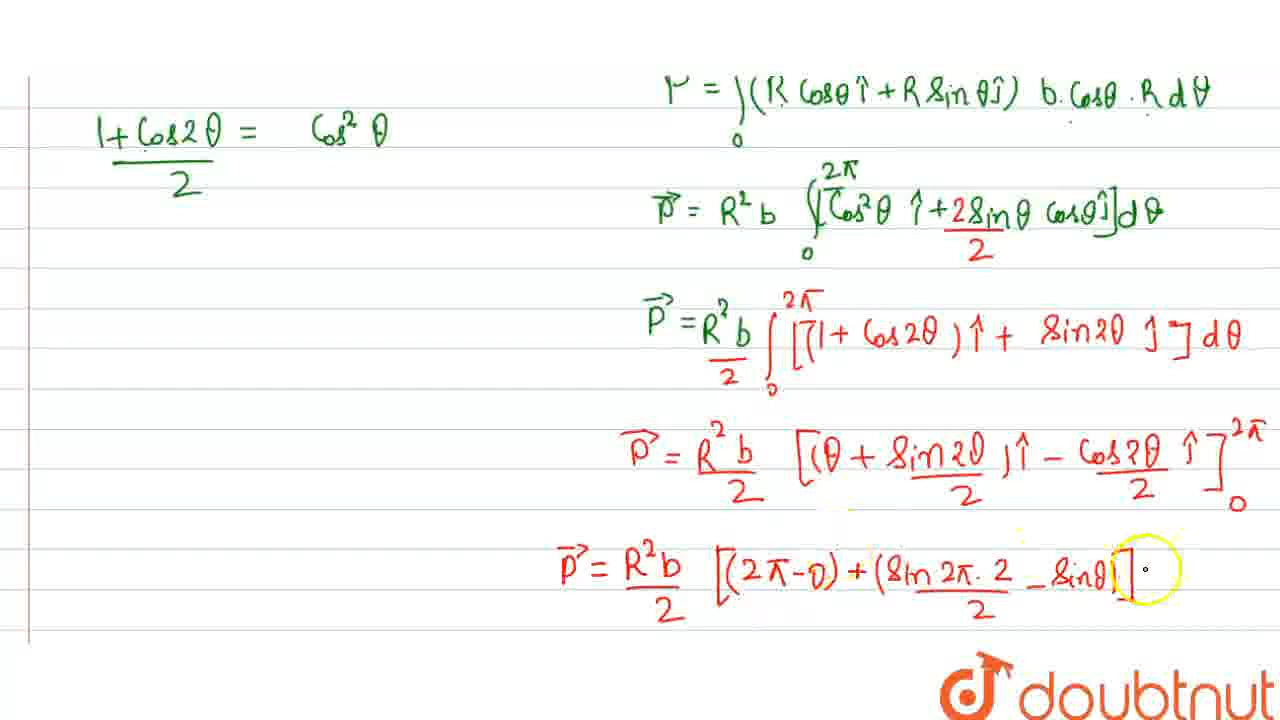 1 + Cos2θ = Cos² θ
2
P = ∫₀ (R Cosθ î + R Sinθ ĵ) b. Cosθ . R dθ
P⃗ = R² b ∫₀^2π [Cos²θ î + 2Sinθ Cosθ ĵ / 2] dθ
P⃗ = R² b / 2 ∫₀^2π [(1 + Cos2θ) î + Sin2θ ĵ] dθ
P⃗ = R² b / 2 [(θ + Sin2θ / 2) î − Cos2θ / 2 ĵ]₀^2π
P⃗ = R² b / 2 [(2π − 0) + (Sin 2π . 2 / 2 − Sinθ)]
doubtnut